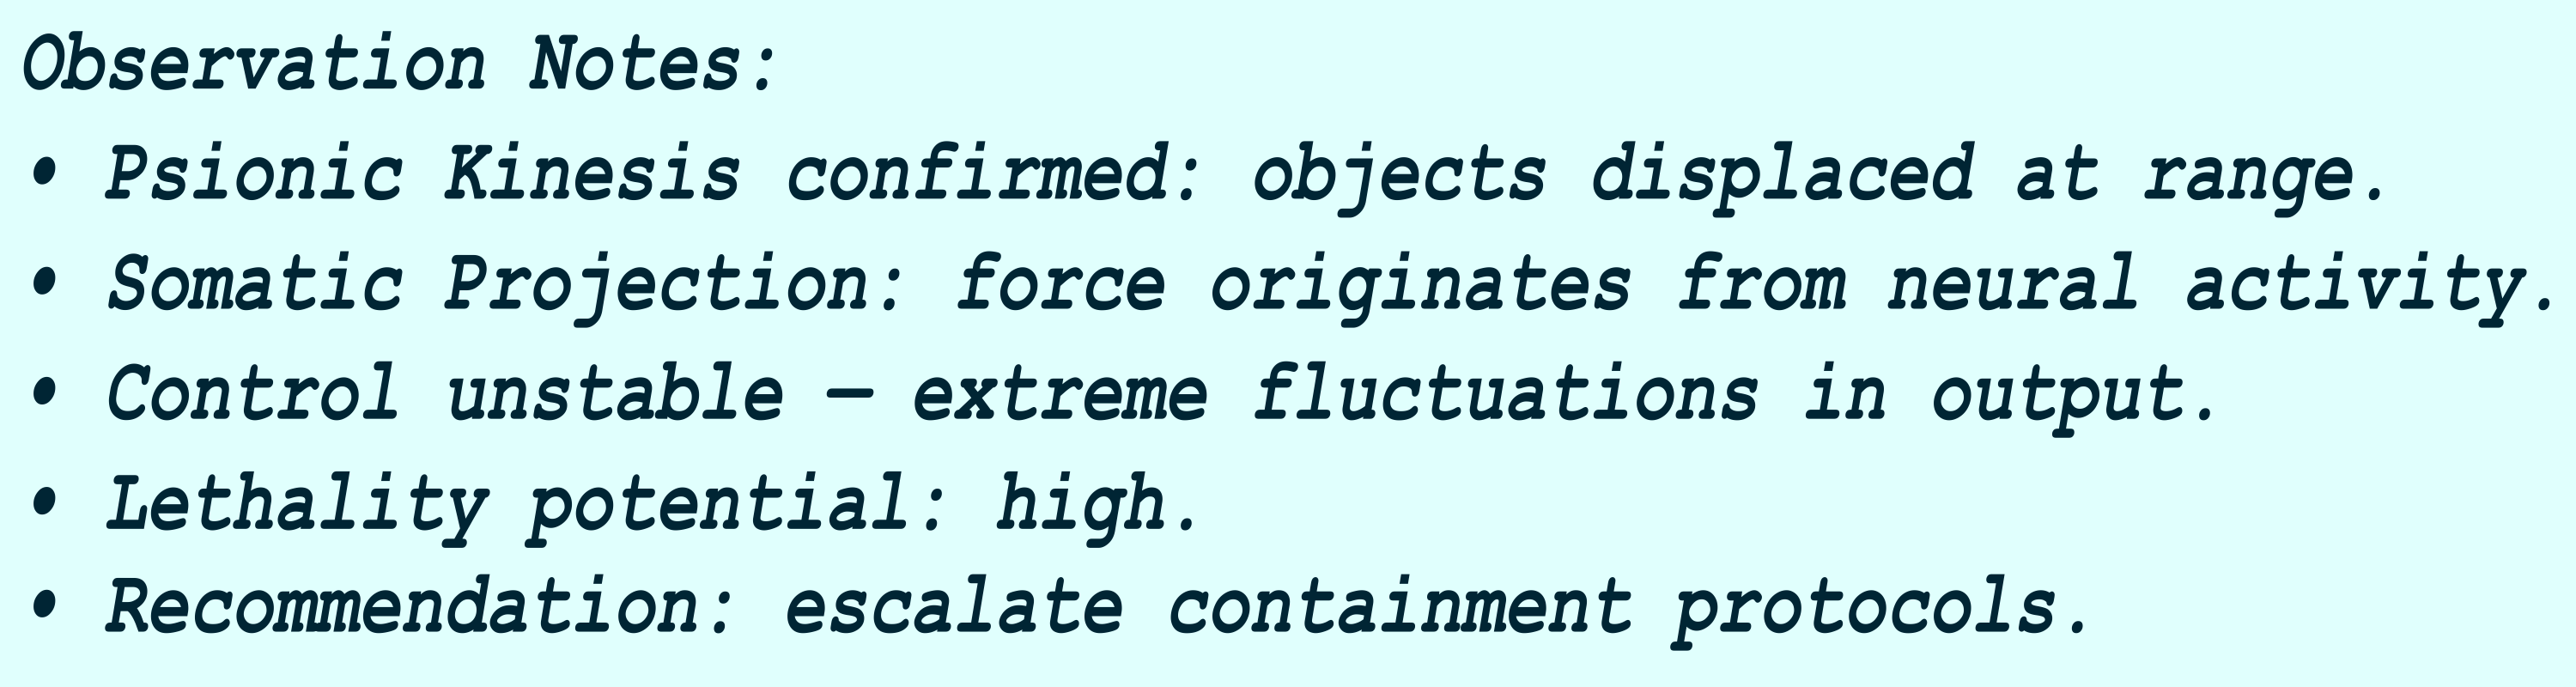 Observation Notes:
• Psionic Kinesis confirmed: objects displaced at range.
• Somatic Projection: force originates from neural activity.
• Control unstable — extreme fluctuations in output.
• Lethality potential: high.
• Recommendation: escalate containment protocols.